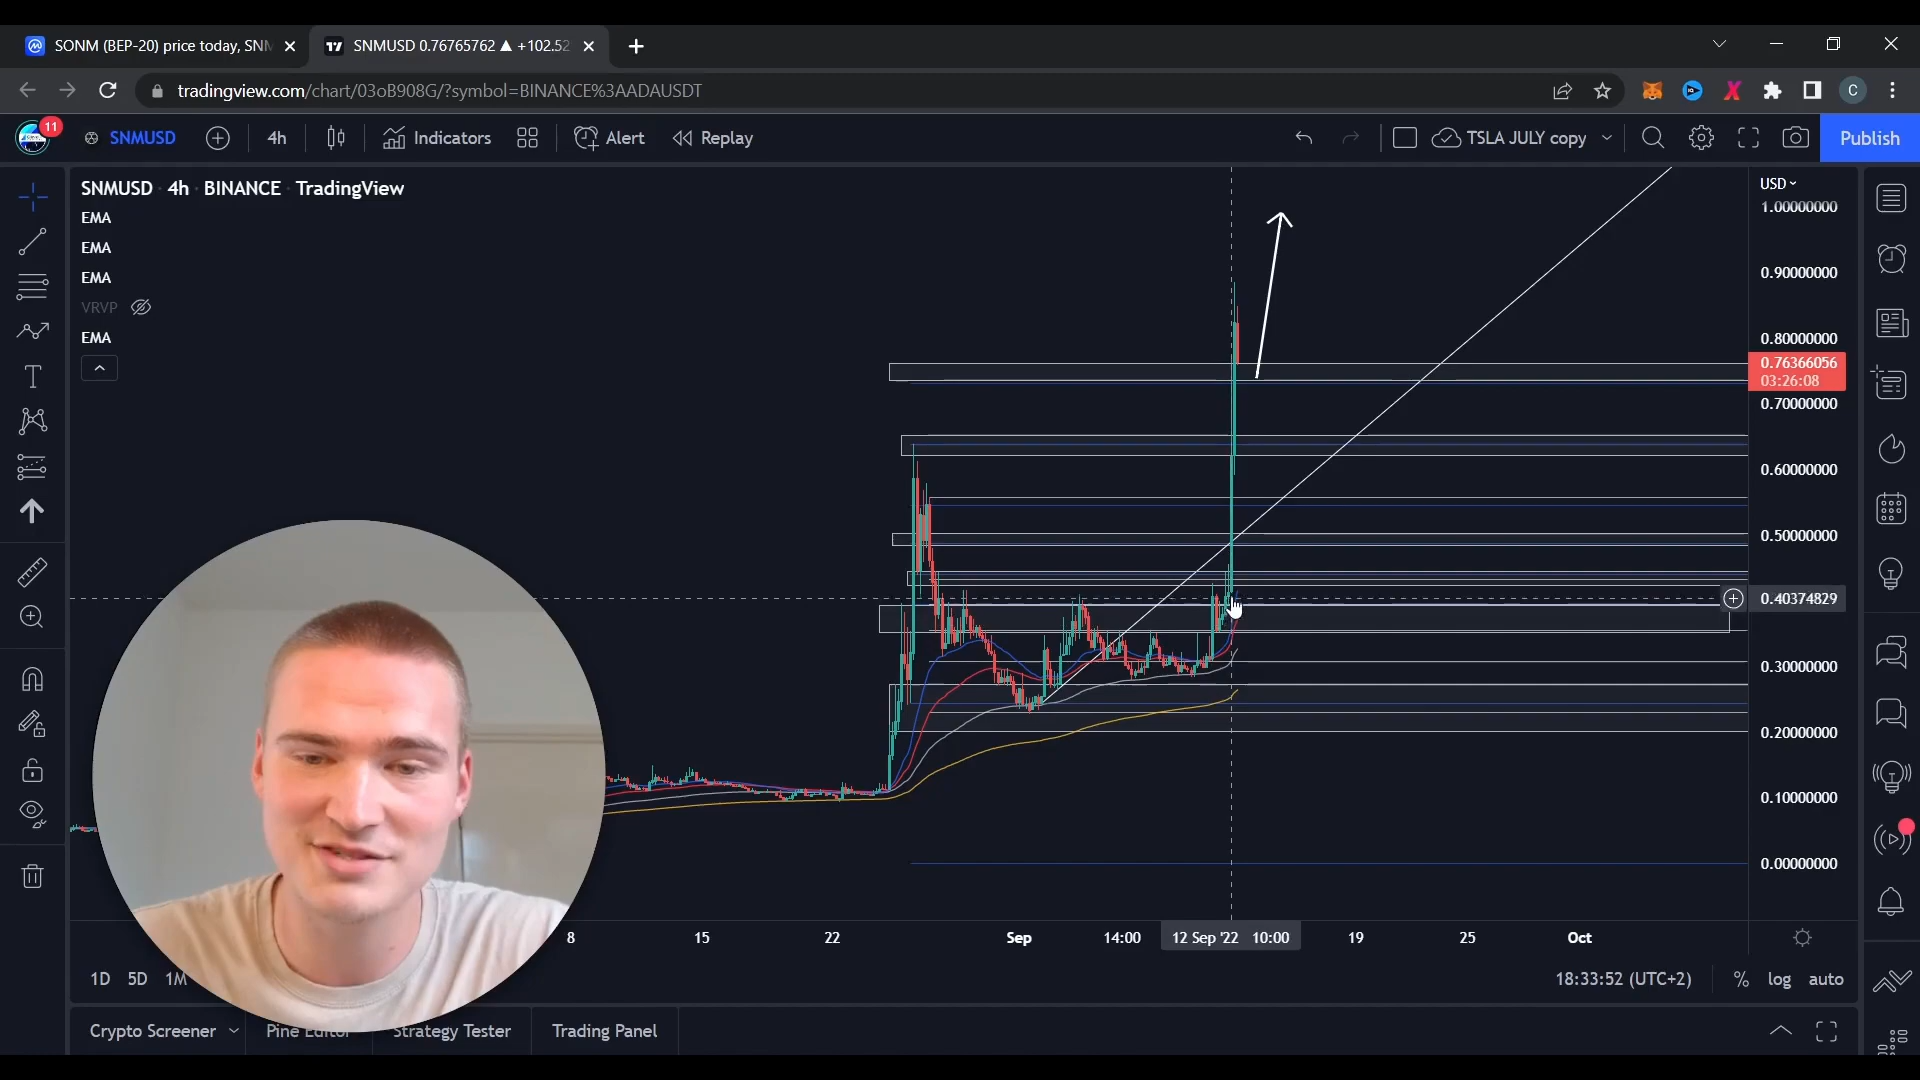 SONM (BEP-20) price today, SNM
SNMUSD 0.76765762 ▲ +102.52
tradingview.com/chart/03oB908G/?symbol=BINANCE%3AADAUSDT
C
11
SNMUSD
4h
Indicators
Alert
Replay
TSLA JULY copy
Publish
SNMUSD · 4h · BINANCE · TradingView
EMA
EMA
EMA
VRVP
EMA
USD
1.00000000
0.90000000
0.80000000
0.76366056
03:26:08
0.70000000
0.60000000
0.50000000
0.40374829
0.30000000
0.20000000
0.10000000
0.00000000
8
15
22
Sep
14:00
12 Sep '22 10:00
19
25
Oct
1D
5D
1M
18:33:52 (UTC+2)
%
log
auto
Crypto Screener
Pine Editor
Strategy Tester
Trading Panel